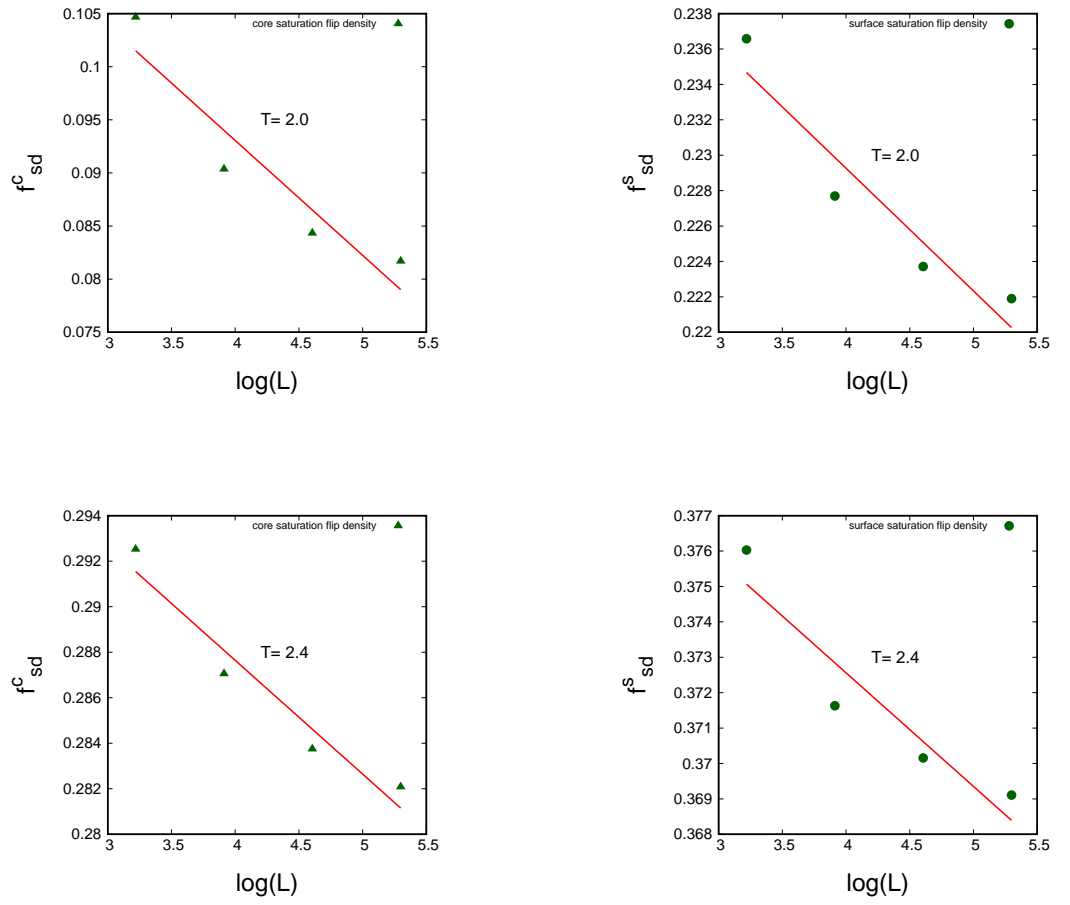 core saturation flip density
T= 2.0
0.105
0.1
0.095
0.09
0.085
0.08
0.075
3 3.5 4 4.5 5 5.5
f^c_sd
log(L)
surface saturation flip density
T= 2.0
0.238
0.236
0.234
0.232
0.23
0.228
0.226
0.224
0.222
0.22
3 3.5 4 4.5 5 5.5
f^s_sd
log(L)
core saturation flip density
T= 2.4
0.294
0.292
0.29
0.288
0.286
0.284
0.282
0.28
3 3.5 4 4.5 5 5.5
f^c_sd
log(L)
surface saturation flip density
T= 2.4
0.377
0.376
0.375
0.374
0.373
0.372
0.371
0.37
0.369
0.368
3 3.5 4 4.5 5 5.5
f^s_sd
log(L)